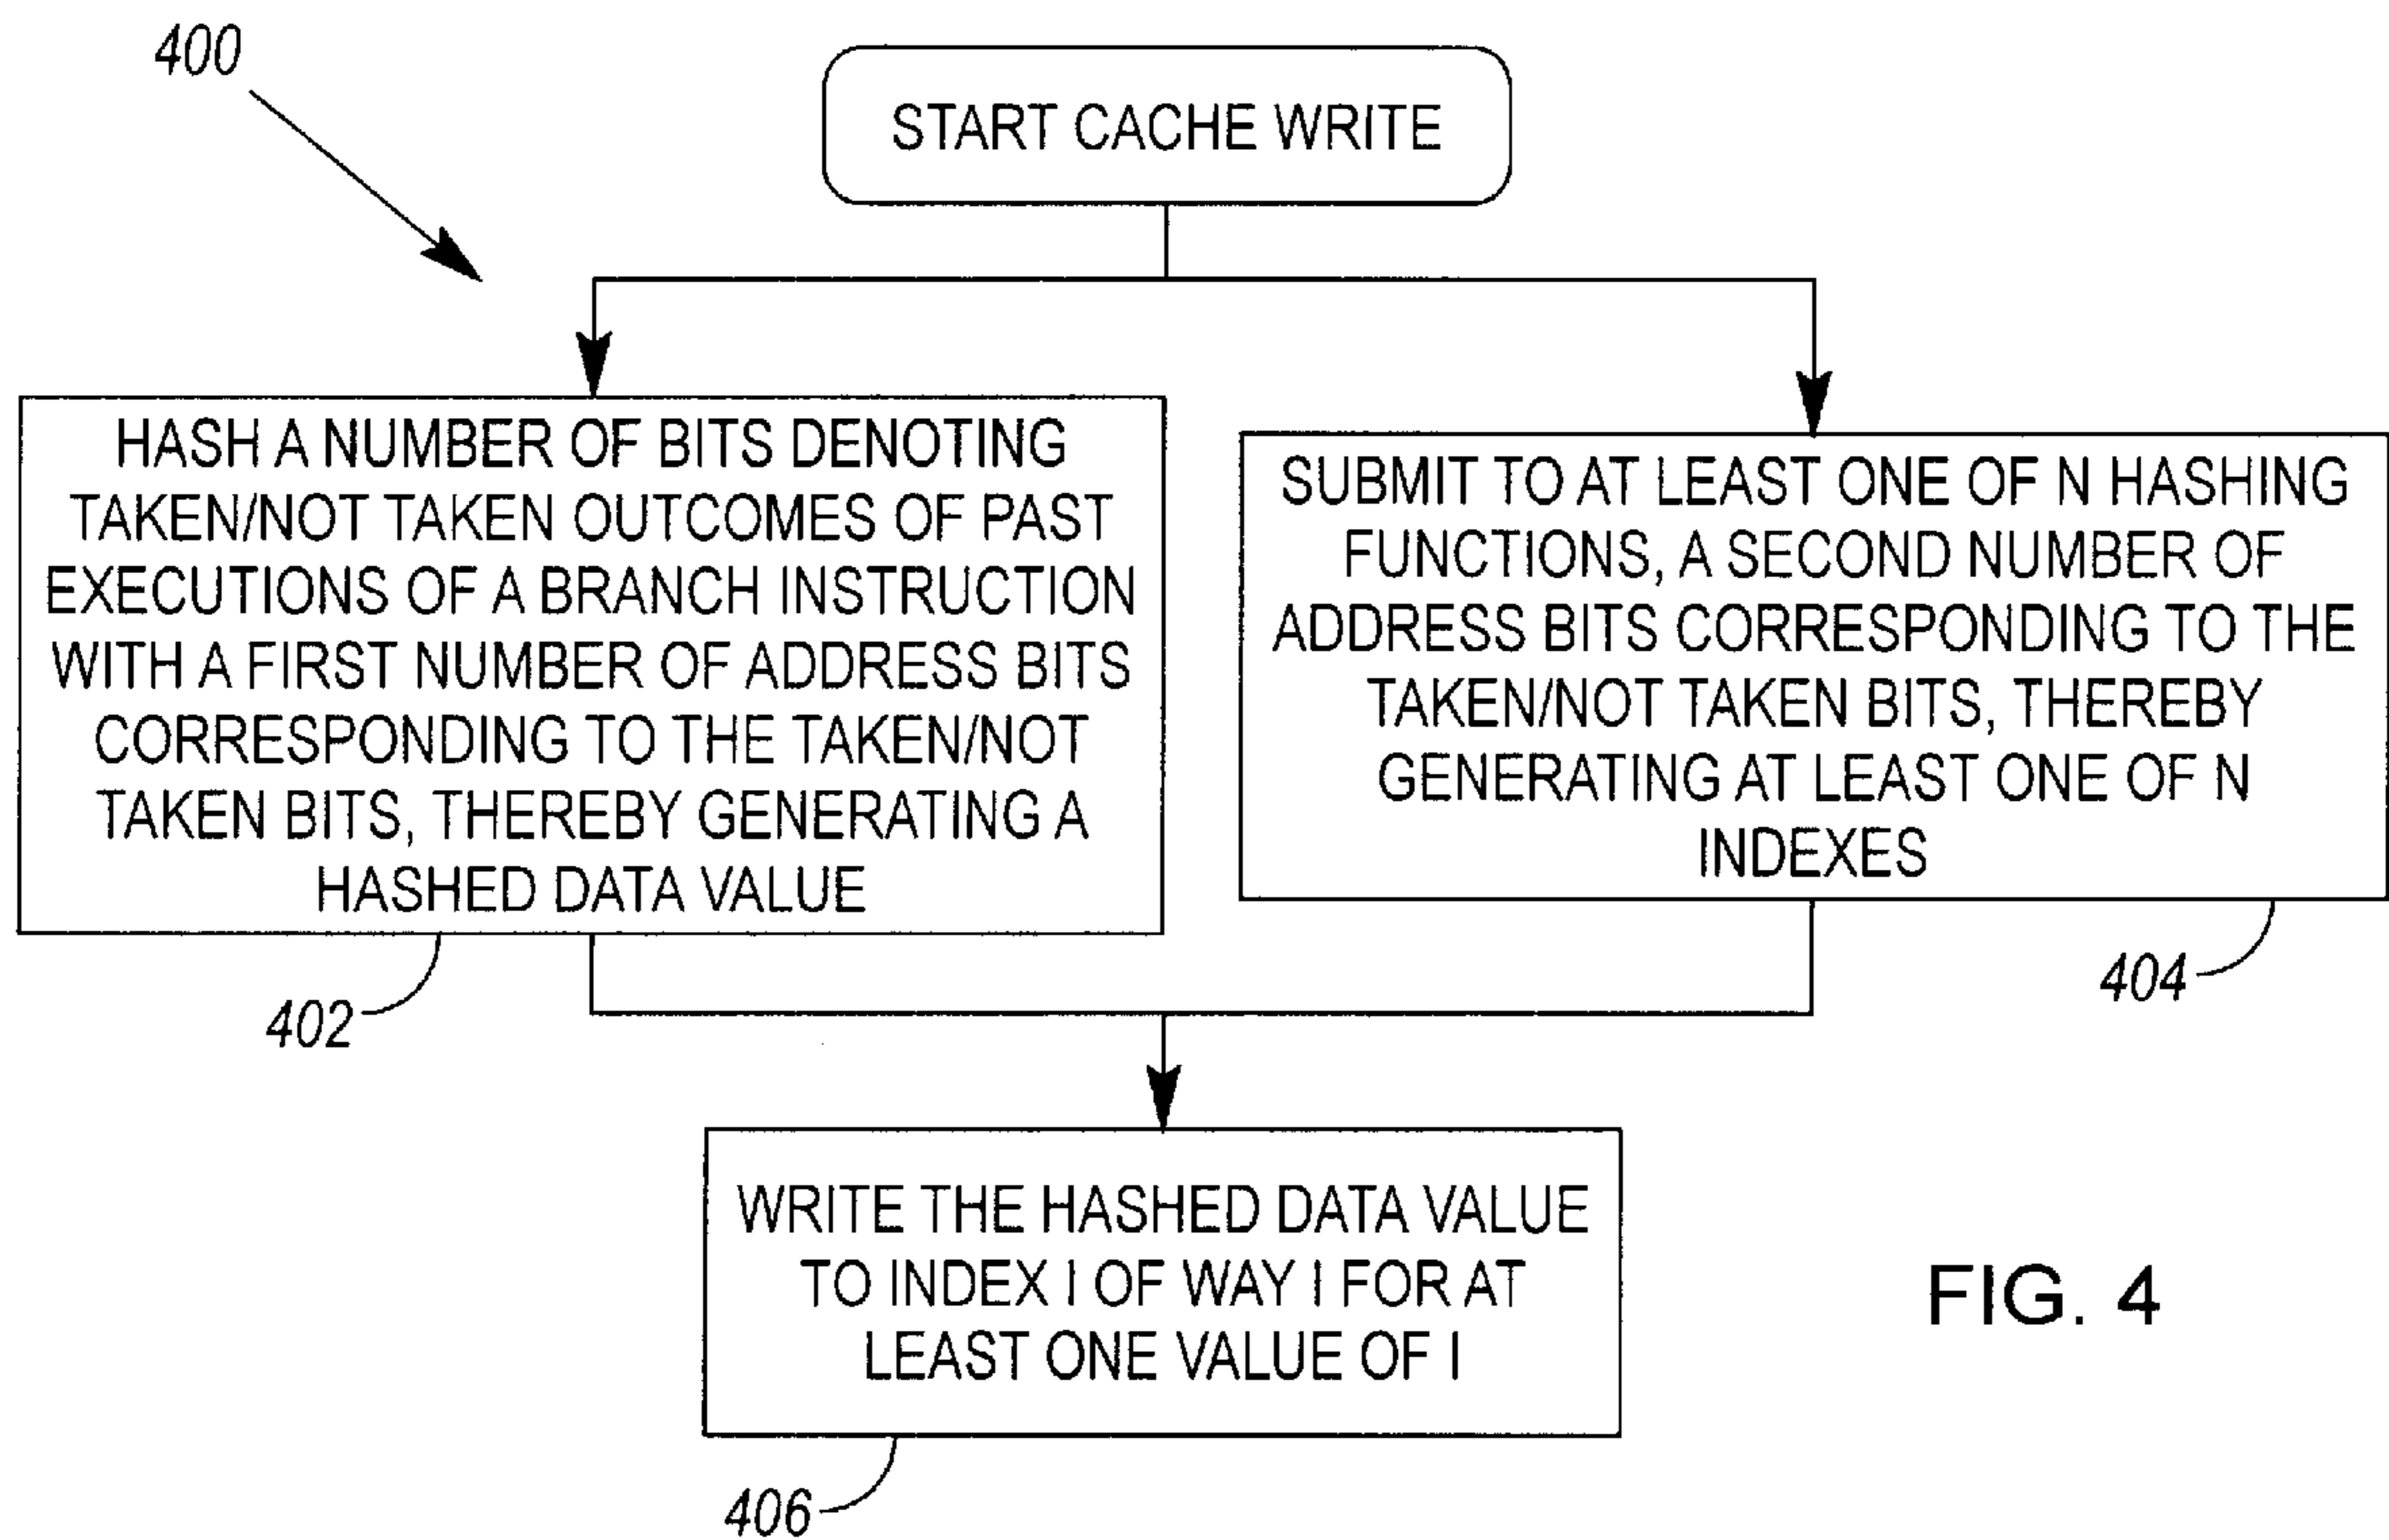 400
START CACHE WRITE
HASH A NUMBER OF BITS DENOTING
TAKEN/NOT TAKEN OUTCOMES OF PAST
EXECUTIONS OF A BRANCH INSTRUCTION
WITH A FIRST NUMBER OF ADDRESS BITS
CORRESPONDING TO THE TAKEN/NOT
TAKEN BITS, THEREBY GENERATING A
HASHED DATA VALUE
402
SUBMIT TO AT LEAST ONE OF N HASHING
FUNCTIONS, A SECOND NUMBER OF
ADDRESS BITS CORRESPONDING TO THE
TAKEN/NOT TAKEN BITS, THEREBY
GENERATING AT LEAST ONE OF N
INDEXES
404
WRITE THE HASHED DATA VALUE
TO INDEX I OF WAY I FOR AT
LEAST ONE VALUE OF I
406
FIG. 4